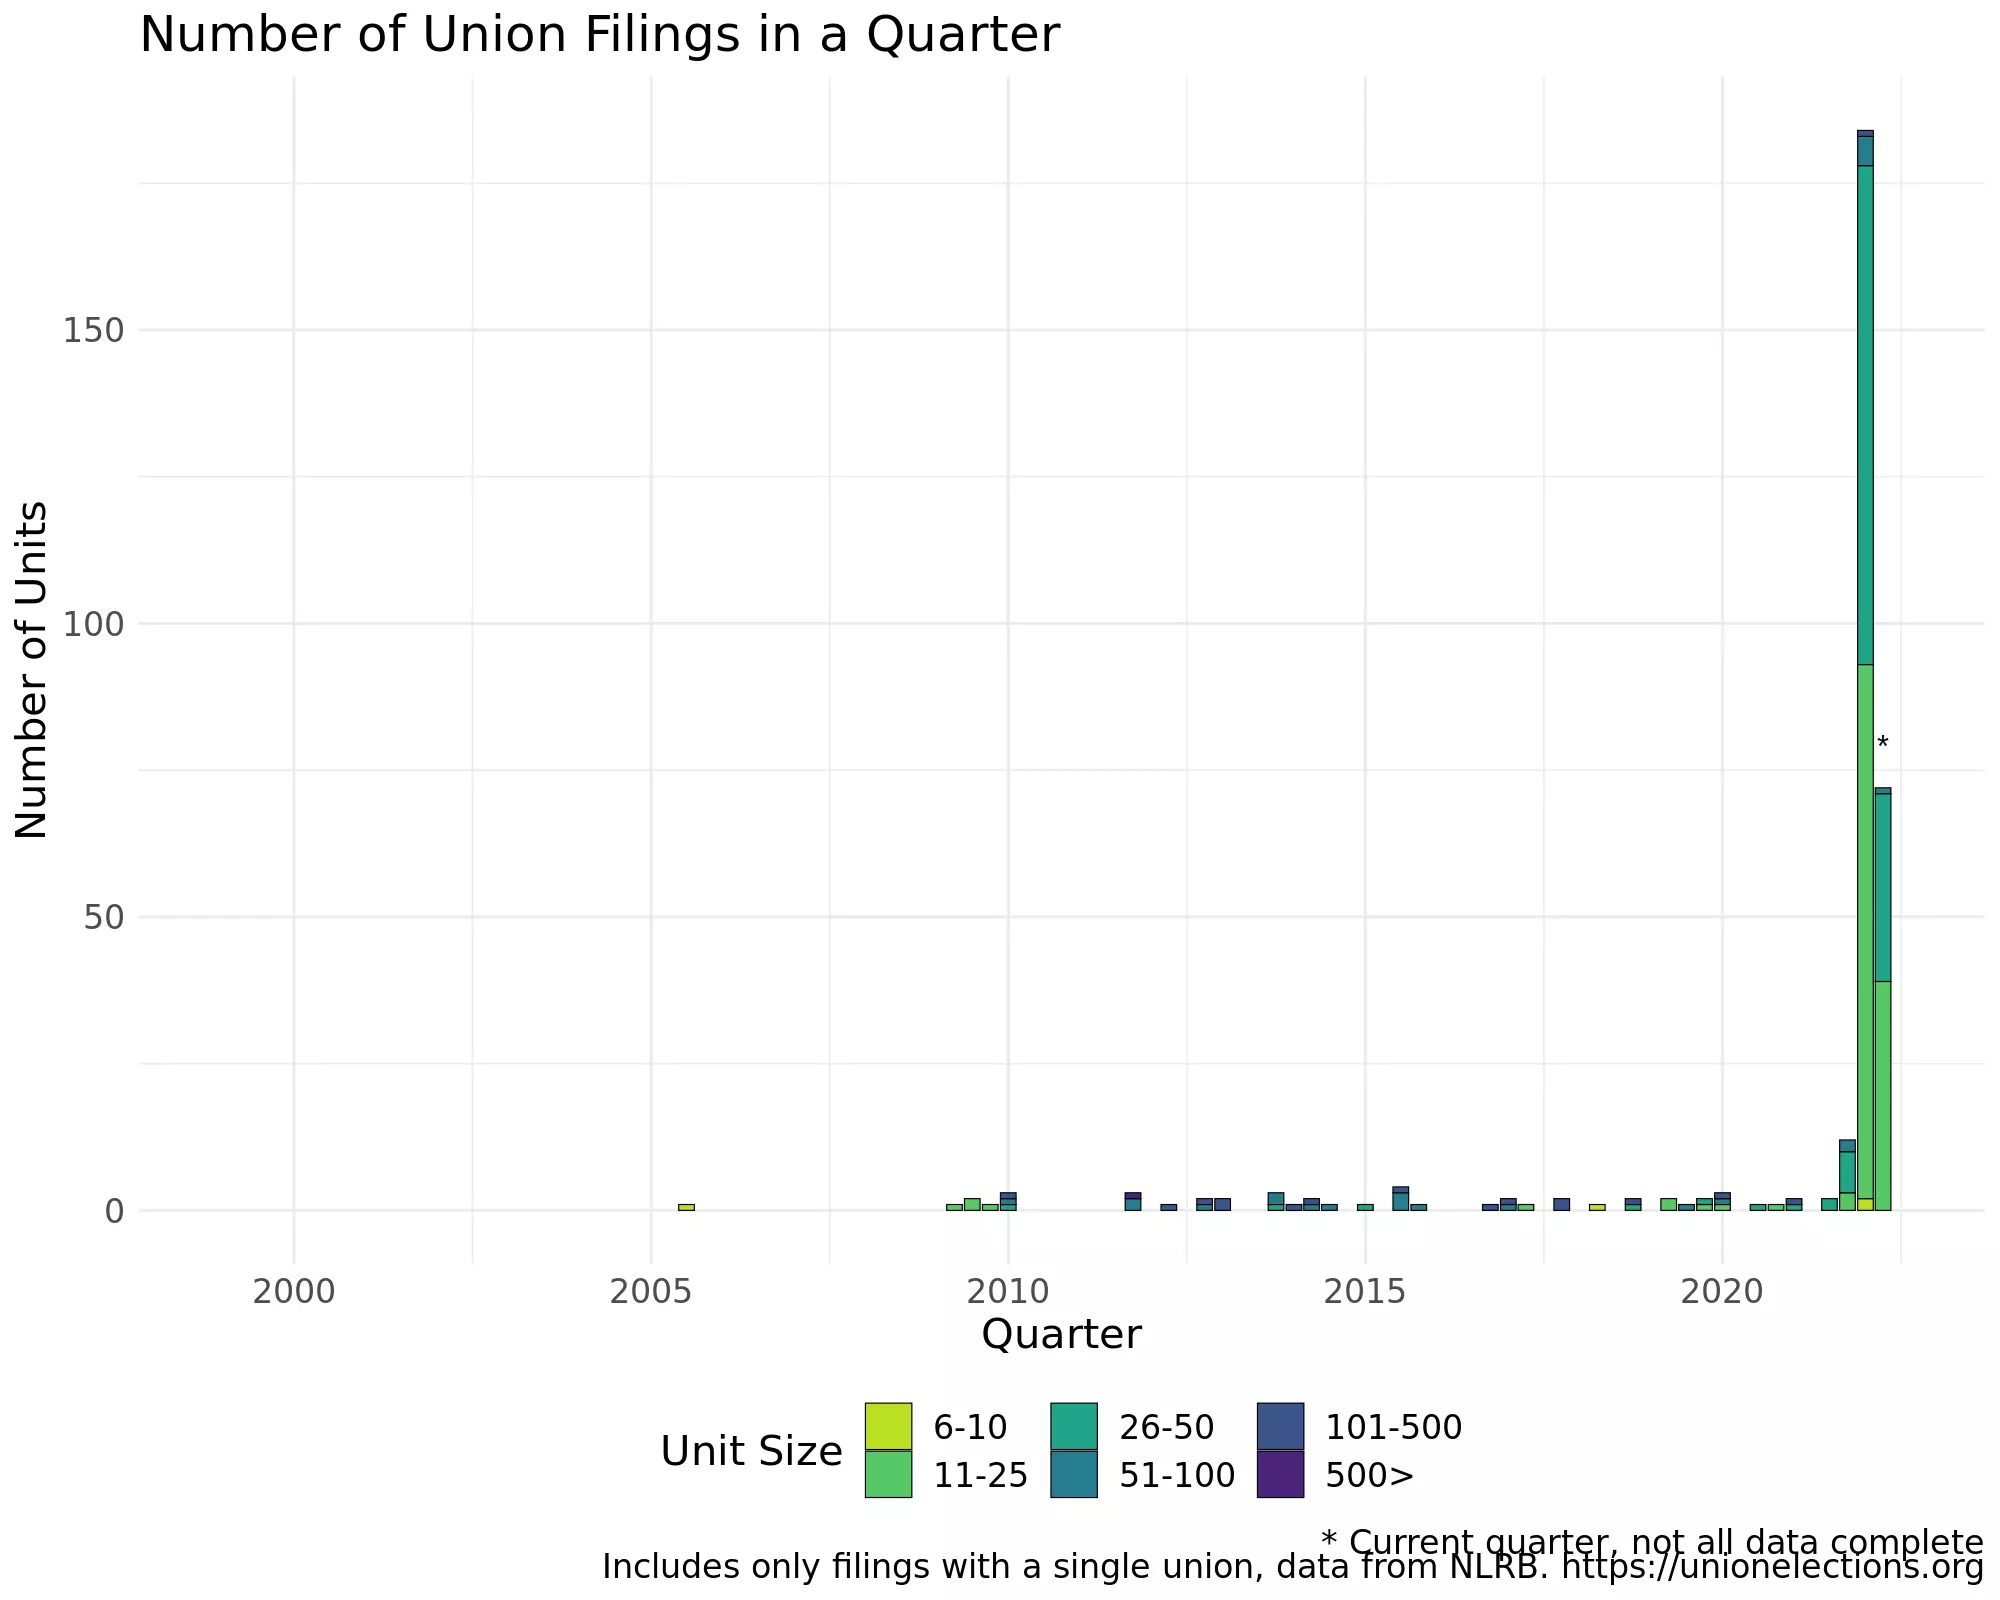 Number of Union Filings in a Quarter
Number of Units
150
100
50
0
*
2000 2005 2010 2015 2020
Quarter
Unit Size
6-10 26-50 101-500
11-25 51-100 500>
* Current quarter, not all data complete
Includes only filings with a single union, data from NLRB. https://unionelections.org